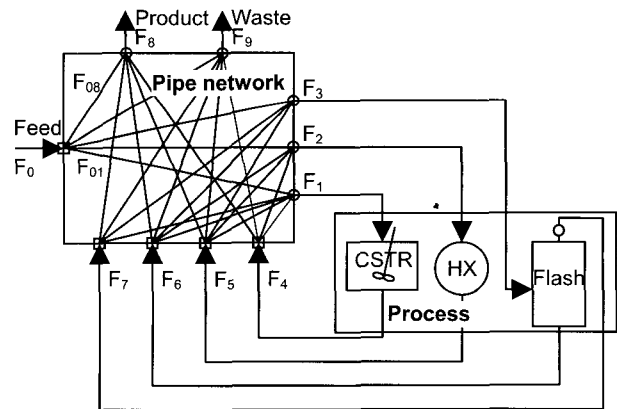 Product Waste
F8 F9
F08 Pipe network
F3
Feed
F2
F0 F01
F1
CSTR HX Flash
F7 F6 F5 F4
Process